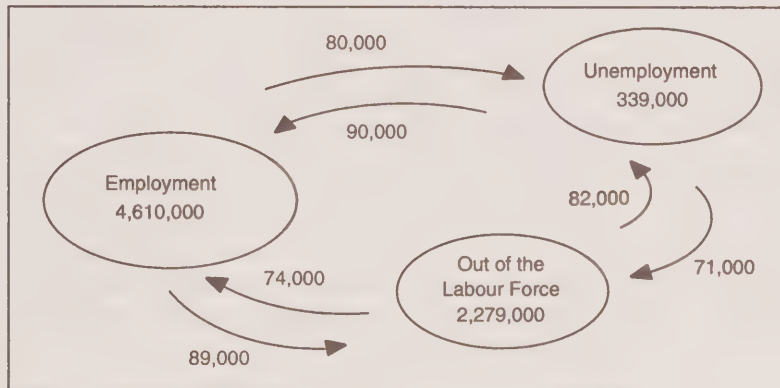 80,000
Unemployment
339,000
90,000
Employment
4,610,000
82,000
71,000
Out of the
Labour Force
2,279,000
74,000
89,000